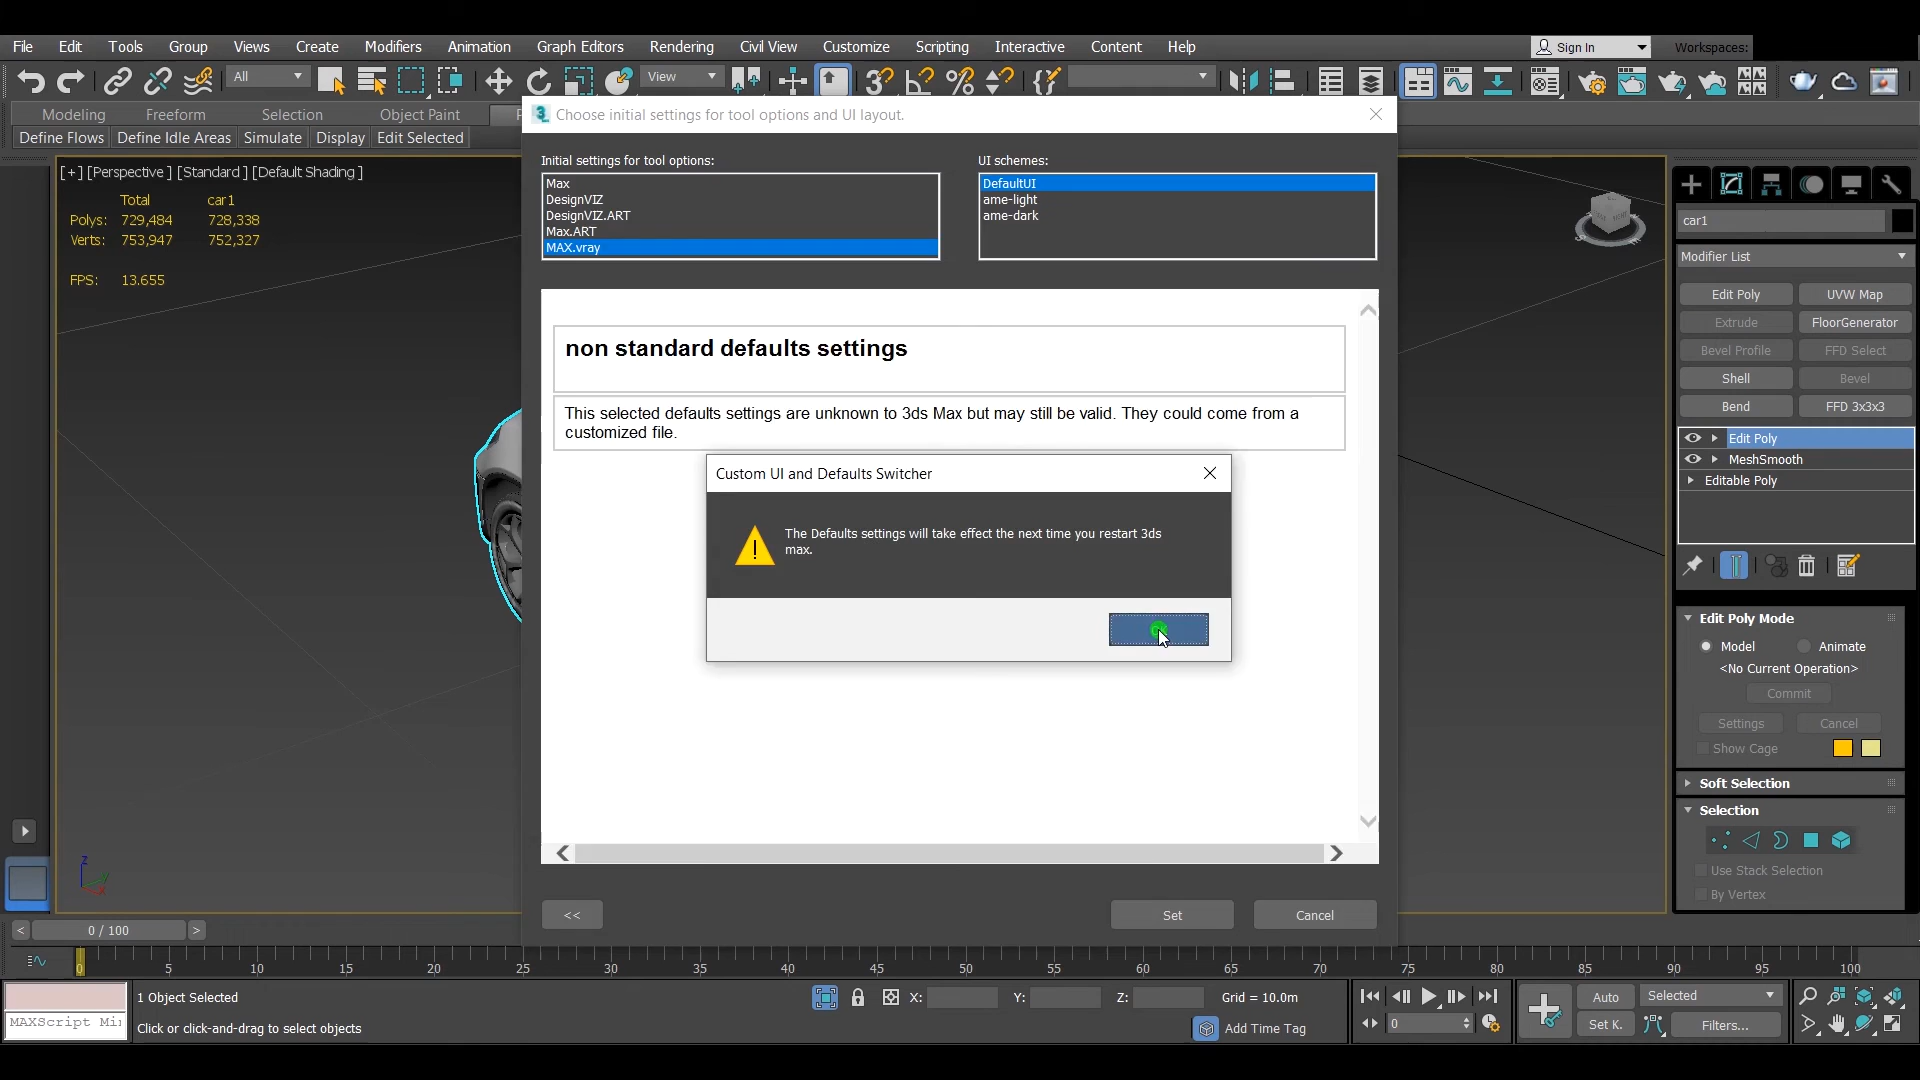 File Edit Tools Group Views Create Modifiers Animation Graph Editors Rendering Civil View Customize Scripting Interactive Content Help Sign In Workspaces:
All View
Modeling Freeform Selection Object Paint
Define Flows Define Idle Areas Simulate Display Edit Selected
[+] [Perspective ] [Standard ] [Default Shading ]
Total car1
Polys: 729,484 728,338
Verts: 753,947 752,327
FPS: 13.655
Choose initial settings for tool options and UI layout.
Initial settings for tool options:
Max
DesignVIZ
DesignVIZ.ART
Max.ART
MAX.vray
UI schemes:
DefaultUI
ame-light
ame-dark
non standard defaults settings
This selected defaults settings are unknown to 3ds Max but may still be valid. They could come from a
customized file.
Custom UI and Defaults Switcher
The Defaults settings will take effect the next time you restart 3ds
max.
<< Set Cancel
car1
Modifier List
Edit Poly UVW Map
Extrude FloorGenerator
Bevel Profile FFD Select
Shell Bevel
Bend FFD 3x3x3
Edit Poly
MeshSmooth
Editable Poly
Edit Poly Mode
Model Animate
<No Current Operation>
Commit
Settings Cancel
Show Cage
Soft Selection
Selection
Use Stack Selection
By Vertex
z
< 0 / 100 >
0 5 10 15 20 25 30 35 40 45 50 55 60 65 70 75 80 85 90 95 100
1 Object Selected X: Y: Z: Grid = 10.0m Auto Selected
MAXScript Mi
Click or click-and-drag to select objects Add Time Tag 0 Set K. Filters...